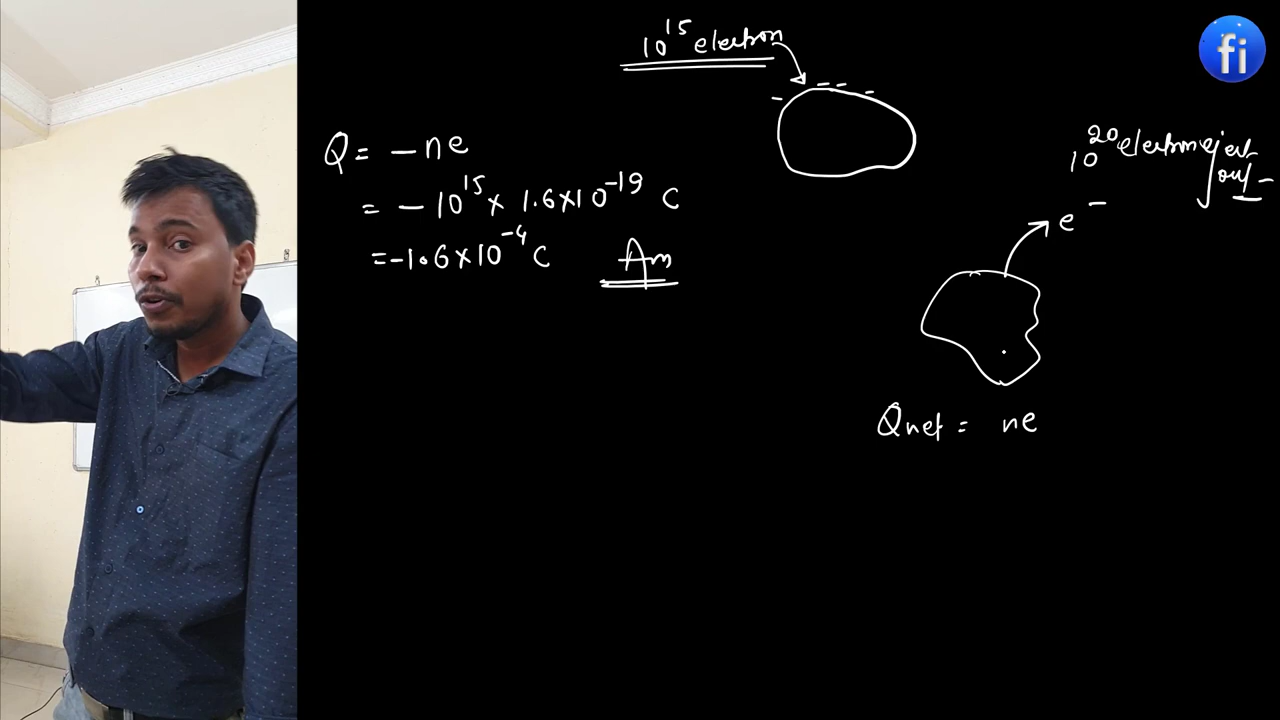 10^15 electron
Q = -ne
= -10^15 × 1.6×10^-19 C
= -1.6×10^-4 C Ans
10^20 electron eject
out
e^-
Qnet = ne
fi